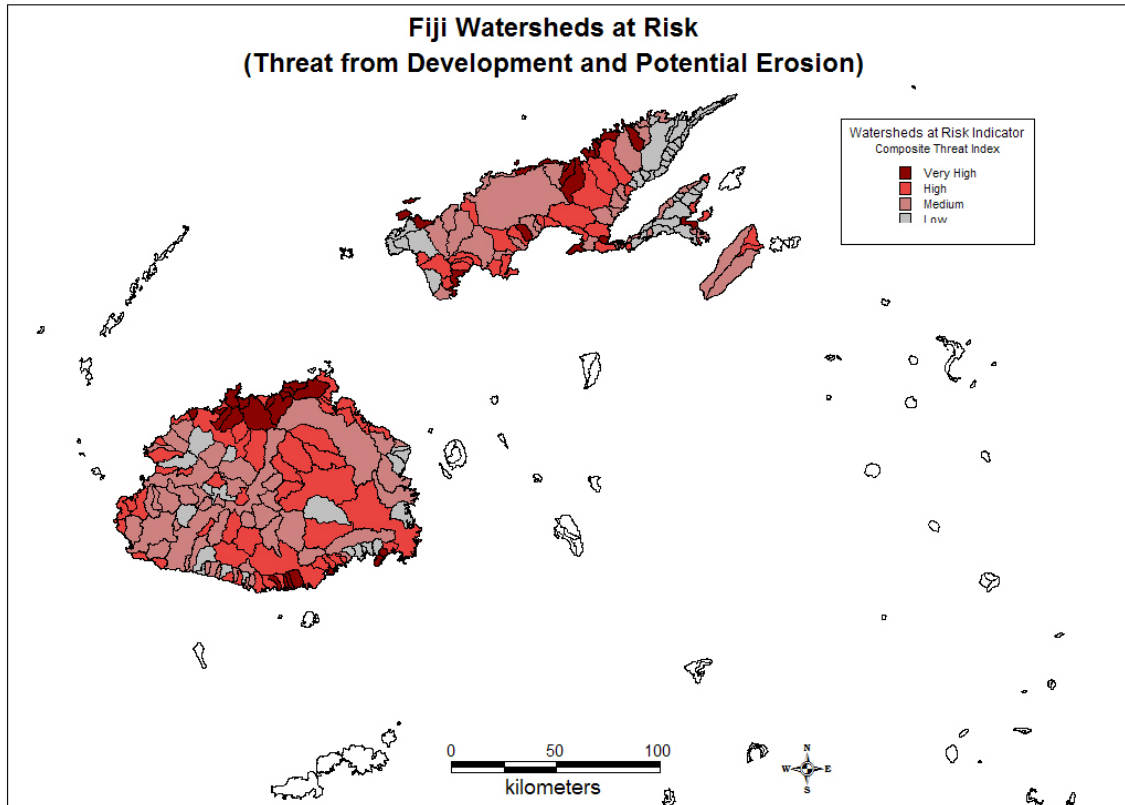 Fiji Watersheds at Risk
(Threat from Development and Potential Erosion)
Watersheds at Risk Indicator
Composite Threat Index
Very High
High
Medium
Low
0 50 100
kilometers
N
W E
S